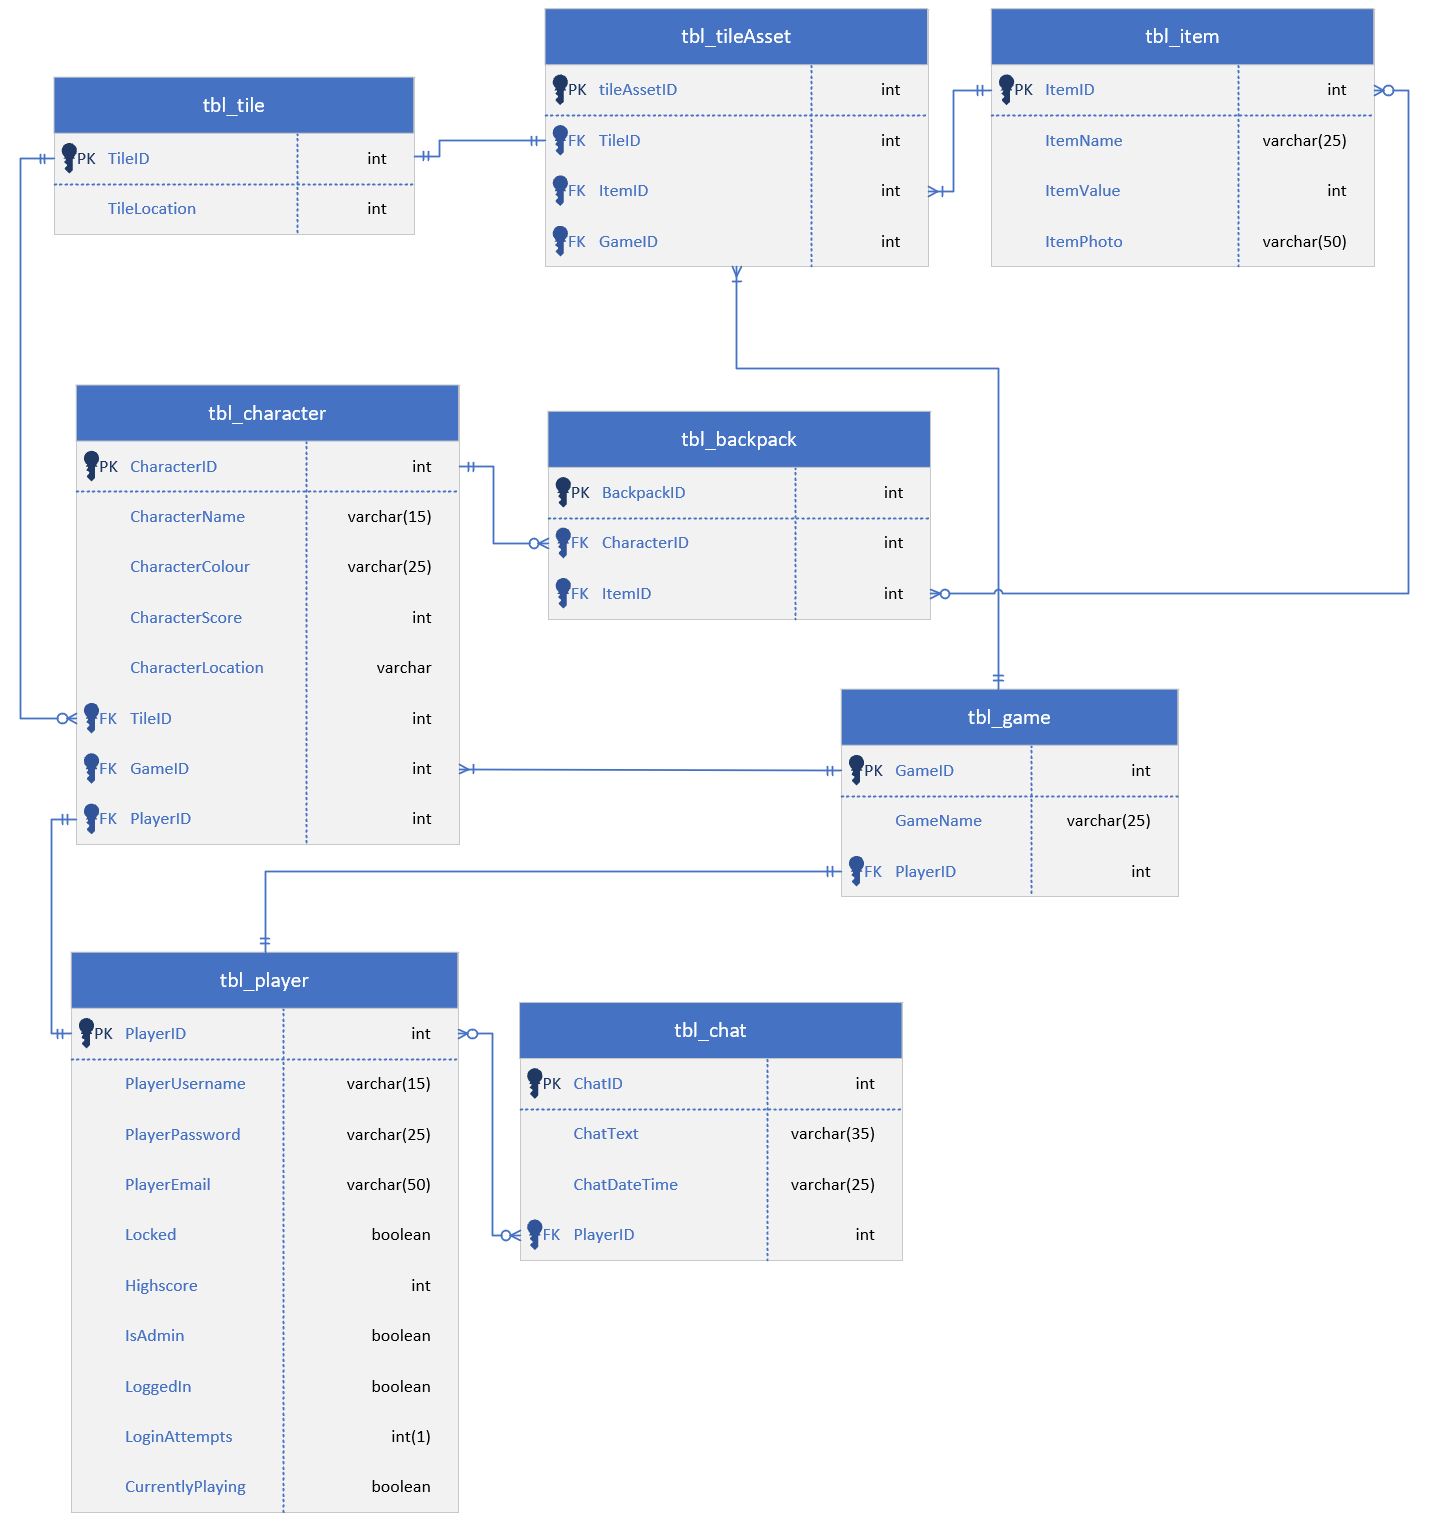 tbl_tile
PK TileID int
TileLocation int
tbl_tileAsset
PK tileAssetID int
FK TileID int
FK ItemID int
FK GameID int
tbl_item
PK ItemID int
ItemName varchar(25)
ItemValue int
ItemPhoto varchar(50)
tbl_character
PK CharacterID int
CharacterName varchar(15)
CharacterColour varchar(25)
CharacterScore int
CharacterLocation varchar
FK TileID int
FK GameID int
FK PlayerID int
tbl_backpack
PK BackpackID int
FK CharacterID int
FK ItemID int
tbl_game
PK GameID int
GameName varchar(25)
FK PlayerID int
tbl_player
PK PlayerID int
PlayerUsername varchar(15)
PlayerPassword varchar(25)
PlayerEmail varchar(50)
Locked boolean
Highscore int
IsAdmin boolean
LoggedIn boolean
LoginAttempts int(1)
CurrentlyPlaying boolean
tbl_chat
PK ChatID int
ChatText varchar(35)
ChatDateTime varchar(25)
FK PlayerID int